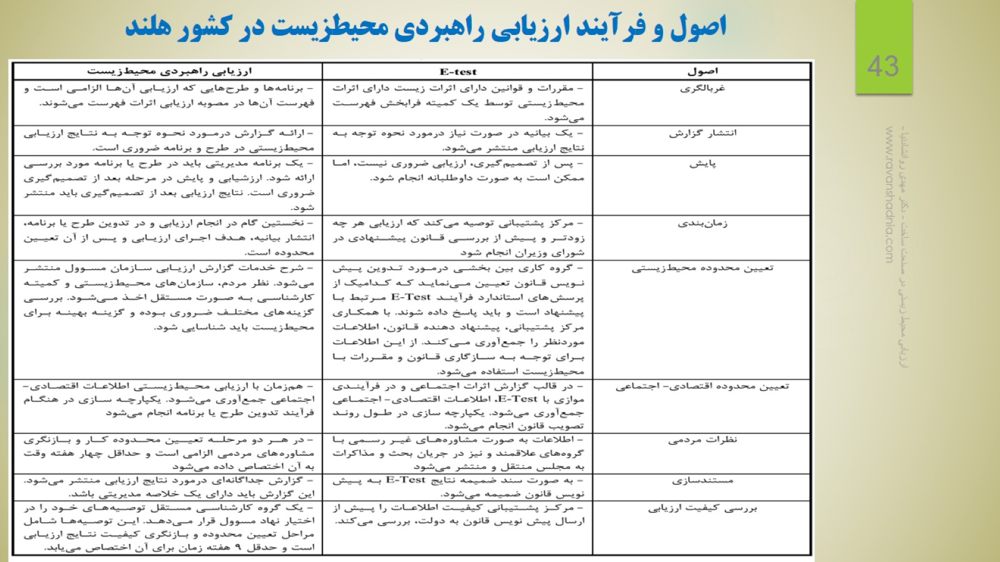 اصول و فرآیند ارزیابی راهبردی محیطزیست در کشور هلند
43
ارزیابی محیط زیستی در صنعت ساخت - دکتر مهدی روانشادنیا -
www.ravanshadnia.com
اصول
E-test
ارزیابی راهبردی محیط‌زیست
غربالگری
- مقررات و قوانین دارای اثرات زیست دارای اثرات
محیط‌زیستی توسط یک کمیته فرابخش فهرست
می‌شود.
- برنامه‌ها و طرح‌هایی که ارزیابی آن‌ها الزامی است و
فهرست آن‌ها در مصوبه ارزیابی اثرات فهرست می‌شوند.
انتشار گزارش
- یک بیانیه در صورت نیاز درمورد نحوه توجه به
نتایج ارزیابی منتشر می‌شود.
- ارائه گزارش درمورد نحوه توجه به نتایج ارزیابی
محیط‌زیستی در طرح و برنامه ضروری است.
پایش
- پس از تصمیم‌گیری، ارزیابی ضروری نیست، اما
ممکن است به صورت داوطلبانه انجام شود.
- یک برنامه مدیریتی باید در طرح یا برنامه مورد بررسی
ارائه شود. ارزشیابی و پایش در مرحله بعد از تصمیم‌گیری
ضروری است. نتایج ارزیابی بعد از تصمیم‌گیری باید منتشر
شود.
زمان‌بندی
- مرکز پشتیبانی توصیه می‌کند که ارزیابی هر چه
زودتر و پیش از بررسی قانون پیشنهادی در
شورای وزیران انجام شود
- نخستین گام در انجام ارزیابی و در تدوین طرح یا برنامه،
انتشار بیانیه، هدف اجرای ارزیابی و پس از آن تعیین
محدوده است.
تعیین محدوده محیط‌زیستی
- گروه کاری بین بخشی درمورد تدوین پیش
نویس قانون تعیین می‌نماید که کدامیک از
پرسش‌های استاندارد فرآیند E-Test مرتبط با
پیشنهاد است و باید پاسخ داده شوند. با همکاری
مرکز پشتیبانی، پیشنهاد دهنده قانون، اطلاعات
موردنظر را جمع‌آوری می‌کند. از این اطلاعات
برای توجه به سازگاری قانون و مقررات با
محیط‌زیست استفاده می‌شود.
- شرح خدمات گزارش ارزیابی سازمان مسوول منتشر
می‌شود. نظر مردم، سازمان‌های محیط‌زیستی و کمیته
کارشناسی به صورت مستقل اخذ می‌شود. بررسی
گزینه‌های مختلف ضروری بوده و گزینه بهینه برای
محیط‌زیست باید شناسایی شود.
تعیین محدوده اقتصادی- اجتماعی
- در قالب گزارش اثرات اجتماعی و در فرآیندی
موازی با E-Test، اطلاعات اقتصادی- اجتماعی
جمع‌آوری می‌شود. یکپارچه سازی در طول روند
تصویب قانون انجام می‌شود.
- هم‌زمان با ارزیابی محیط‌زیستی اطلاعات اقتصادی-
اجتماعی جمع‌آوری می‌شود. یکپارچه سازی در هنگام
فرآیند تدوین طرح یا برنامه انجام می‌شود
نظرات مردمی
- اطلاعات به صورت مشاوره‌های غیر رسمی با
گروه‌های علاقمند و نیز در جریان بحث و مذاکرات
به مجلس منتقل و منتشر می‌شود
- در هر دو مرحله تعیین محدوده کار و بازنگری
مشاوره‌های مردمی الزامی است و حداقل چهار هفته وقت
به آن اختصاص داده می‌شود
مستندسازی
- به صورت سند ضمیمه نتایج E-Test به پیش
نویس قانون ضمیمه می‌شود.
- گزارش جداگانه‌ای درمورد نتایج ارزیابی منتشر می‌شود.
این گزارش باید دارای یک خلاصه مدیریتی باشد.
بررسی کیفیت ارزیابی
- مرکز پشتیبانی کیفیت اطلاعات را پیش از
ارسال پیش نویس قانون به دولت، بررسی می‌کند.
- یک گروه کارشناسی مستقل توصیه‌های خود را در
اختیار نهاد مسوول قرار می‌دهد. این توصیه‌ها شامل
مراحل تعیین محدوده و بازنگری کیفیت نتایج ارزیابی
است و حدقل ۹ هفته زمان برای آن اختصاص می‌یابد.